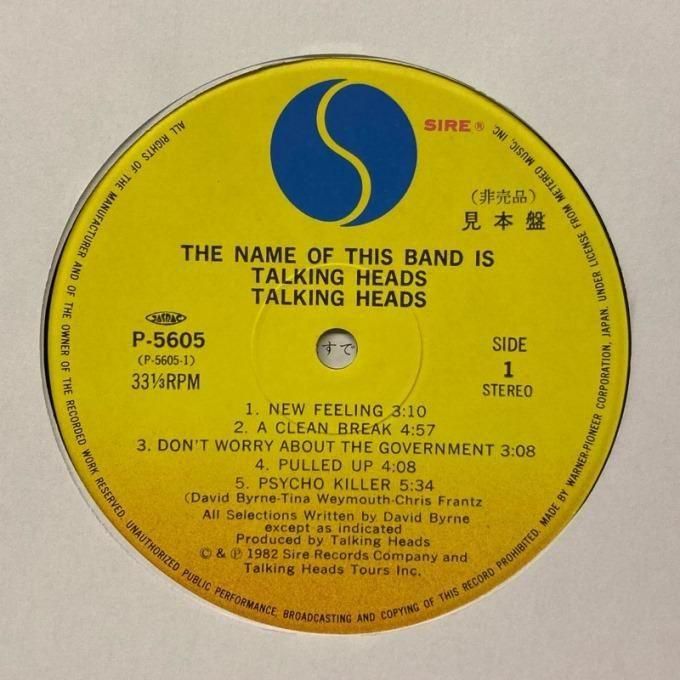 SIRE ®
(非売品)
見本盤
THE NAME OF THIS BAND IS
TALKING HEADS
TALKING HEADS
JASRAC
P-5605
(P-5605-1)
33⅓RPM
すで
SIDE
1
STEREO
1. NEW FEELING 3:10
2. A CLEAN BREAK 4:57
3. DON'T WORRY ABOUT THE GOVERNMENT 3:08
4. PULLED UP 4:08
5. PSYCHO KILLER 5:34
(David Byrne-Tina Weymouth-Chris Frantz
All Selections Written by David Byrne
except as indicated
Produced by Talking Heads
© & ℗ 1982 Sire Records Company and
Talking Heads Tours Inc.
ALL RIGHTS OF THE MANUFACTURER AND OF THE OWNER OF THE RECORDED WORK RESERVED. UNAUTHORIZED PUBLIC PERFORMANCE, BROADCASTING AND COPYING OF THIS RECORD PROHIBITED. MADE BY WARNER-PIONEER CORPORATION, JAPAN. UNDER LICENSE FROM METERED MUSIC, INC.